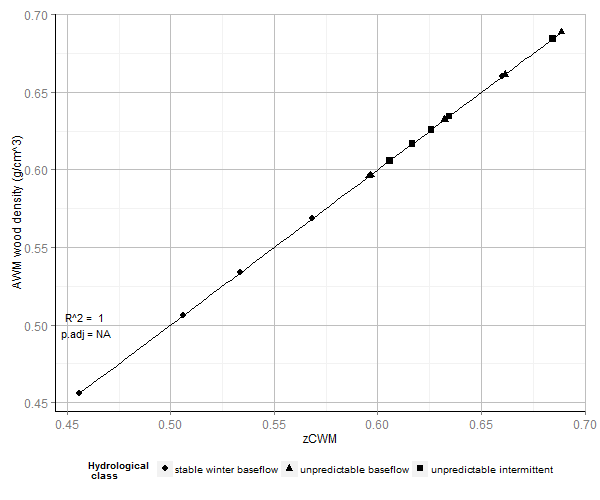 0.70
0.65
0.60
0.55
0.50
0.45
AWM wood density (g/cm^3)
R^2 = 1
p.adj = NA
0.45 0.50 0.55 0.60 0.65 0.70
zCWM
Hydrological
class
stable winter baseflow unpredictable baseflow unpredictable intermittent